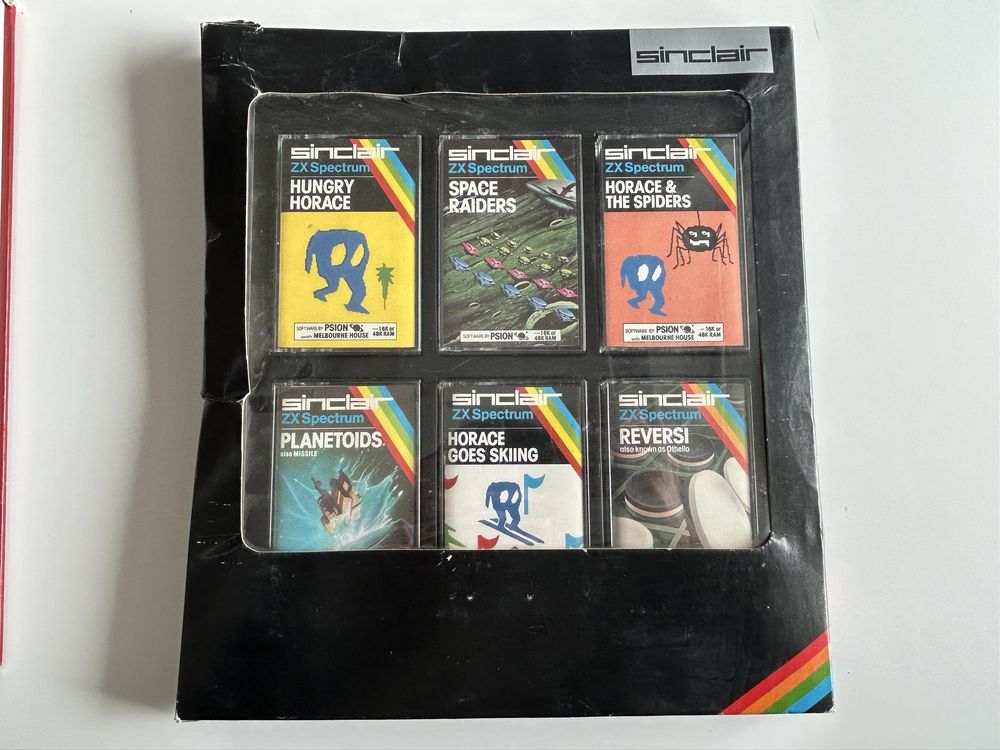 sinclair
sinclair
ZX Spectrum
HUNGRY
HORACE
SOFTWARE BY PSION
with MELBOURNE HOUSE
16K or
48K RAM
sinclair
ZX Spectrum
SPACE
RAIDERS
SOFTWARE BY PSION
16K or
48K RAM
sinclair
ZX Spectrum
HORACE &
THE SPIDERS
SOFTWARE BY PSION
with MELBOURNE HOUSE
16K or
48K RAM
sinclair
ZX Spectrum
PLANETOIDS
also MISSILE
sinclair
ZX Spectrum
HORACE
GOES SKIING
sinclair
ZX Spectrum
REVERSI
also known as Othello